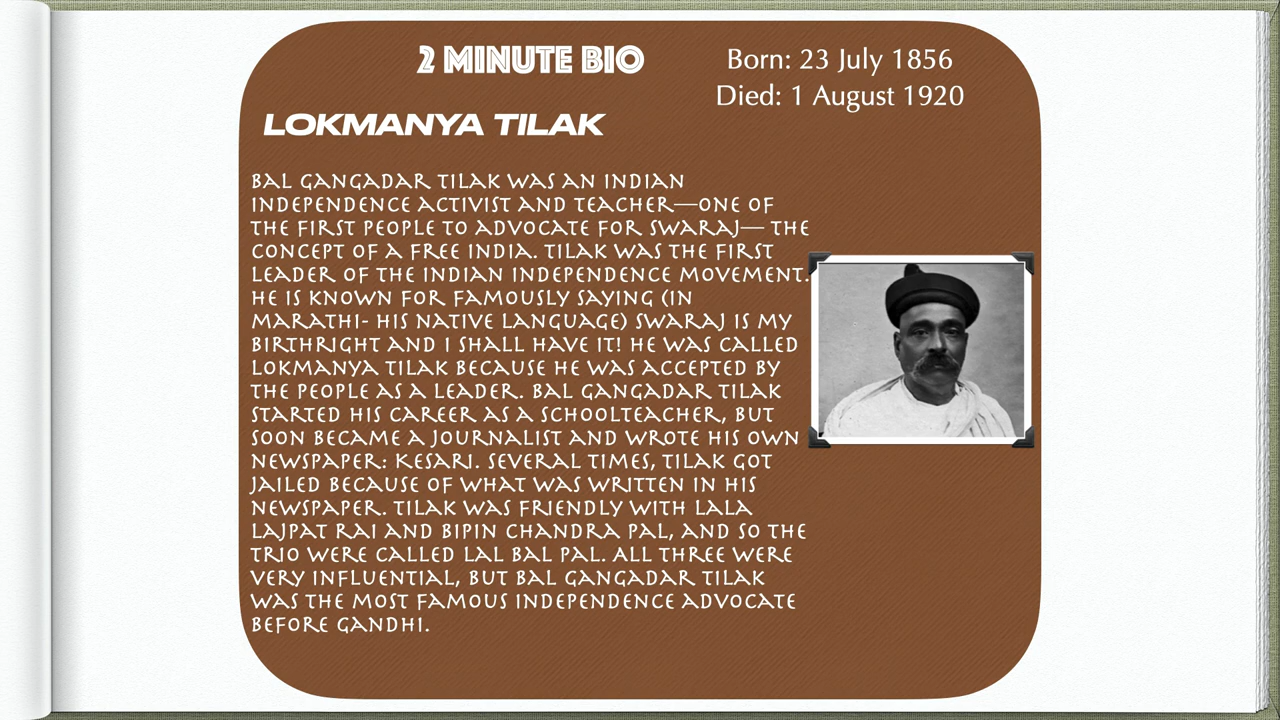 2 MINUTE BIO
Born: 23 July 1856
Died: 1 August 1920
LOKMANYA TILAK
BAL GANGADAR TILAK WAS AN INDIAN
INDEPENDENCE ACTIVIST AND TEACHER—ONE OF
THE FIRST PEOPLE TO ADVOCATE FOR SWARAJ— THE
CONCEPT OF A FREE INDIA. TILAK WAS THE FIRST
LEADER OF THE INDIAN INDEPENDENCE MOVEMENT.
HE IS KNOWN FOR FAMOUSLY SAYING (IN
MARATHI- HIS NATIVE LANGUAGE) SWARAJ IS MY
BIRTHRIGHT AND I SHALL HAVE IT! HE WAS CALLED
LOKMANYA TILAK BECAUSE HE WAS ACCEPTED BY
THE PEOPLE AS A LEADER. BAL GANGADAR TILAK
STARTED HIS CAREER AS A SCHOOLTEACHER, BUT
SOON BECAME A JOURNALIST AND WROTE HIS OWN
NEWSPAPER: KESARI. SEVERAL TIMES, TILAK GOT
JAILED BECAUSE OF WHAT WAS WRITTEN IN HIS
NEWSPAPER. TILAK WAS FRIENDLY WITH LALA
LAJPAT RAI AND BIPIN CHANDRA PAL, AND SO THE
TRIO WERE CALLED LAL BAL PAL. ALL THREE WERE
VERY INFLUENTIAL, BUT BAL GANGADAR TILAK
WAS THE MOST FAMOUS INDEPENDENCE ADVOCATE
BEFORE GANDHI.